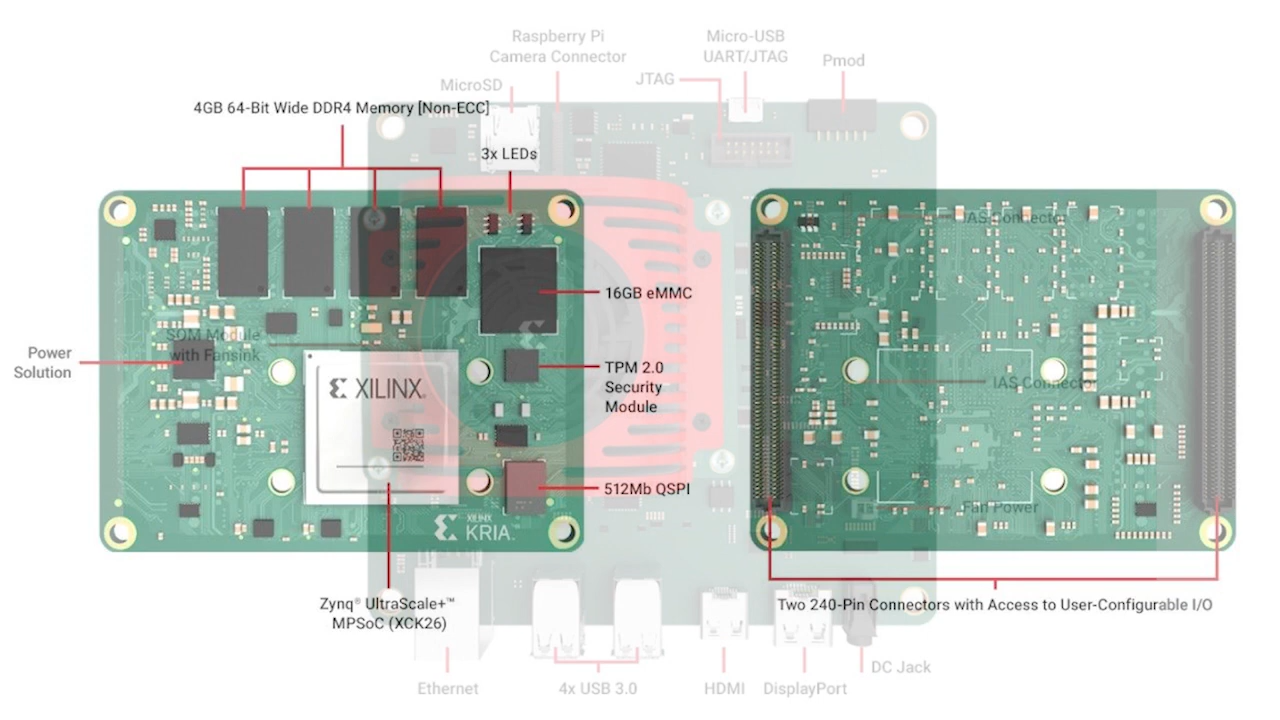 Raspberry Pi
Camera Connector
Micro-USB
UART/JTAG
Pmod
JTAG
MicroSD
4GB 64-Bit Wide DDR4 Memory [Non-ECC]
3x LEDs
IAS Connector
16GB eMMC
SOM Module
with Fansink
Power
Solution
TPM 2.0
Security
Module
IAS Connector
XILINX®
512Mb QSPI
Fan Power
XILINX
KRIA™
Zynq® UltraScale+™
MPSoC (XCK26)
Two 240-Pin Connectors with Access to User-Configurable I/O
DC Jack
Ethernet
4x USB 3.0
HDMI
DisplayPort